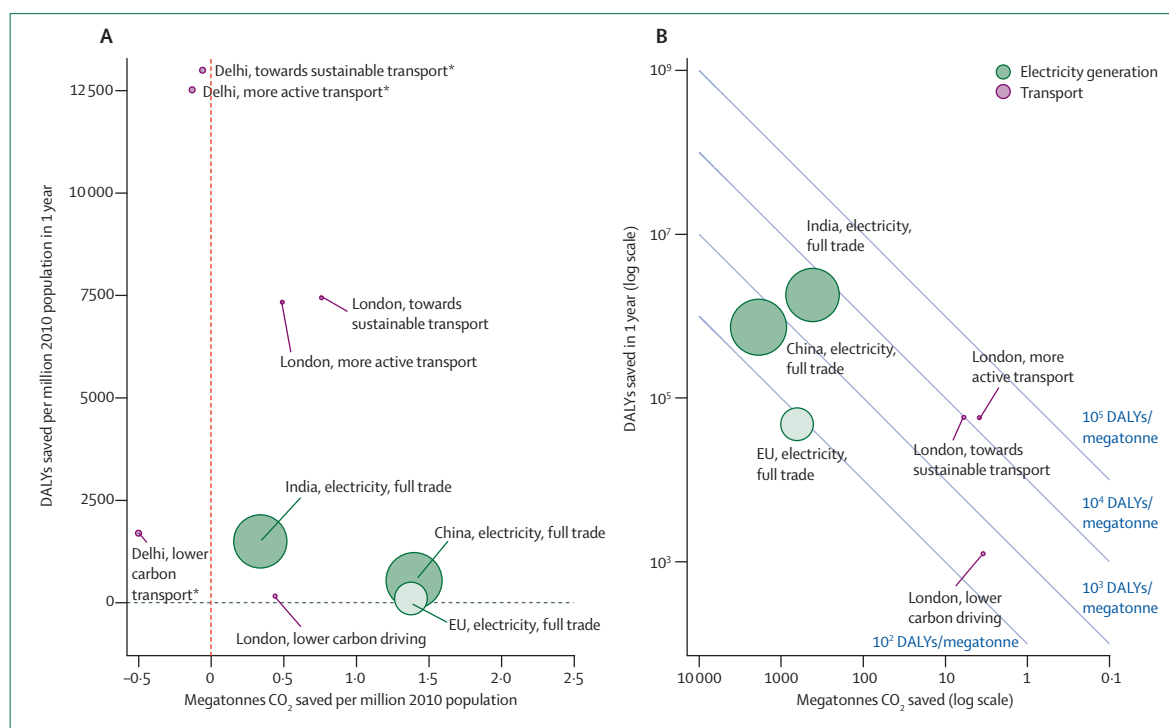 A
DALYs saved per million 2010 population in 1 year
12 500
10 000
7500
5000
2500
0
Delhi, towards sustainable transport*
Delhi, more active transport*
London, towards
sustainable transport
London, more active transport
India, electricity, full trade
China, electricity, full trade
Delhi, lower
carbon
transport*
London, lower carbon driving
EU, electricity, full trade
–0·5
0
0·5
1·0
1·5
2·0
2·5
Megatonnes CO₂ saved per million 2010 population
B
Electricity generation
Transport
DALYs saved in 1 year (log scale)
10⁹
10⁷
10⁵
10³
India, electricity,
full trade
China, electricity,
full trade
London, more
active transport
EU, electricity,
full trade
London, towards
sustainable transport
London, lower
carbon driving
10⁵ DALYs/
megatonne
10⁴ DALYs/
megatonne
10³ DALYs/
megatonne
10² DALYs/megatonne
10 000
1000
100
10
1
0·1
Megatonnes CO₂ saved (log scale)